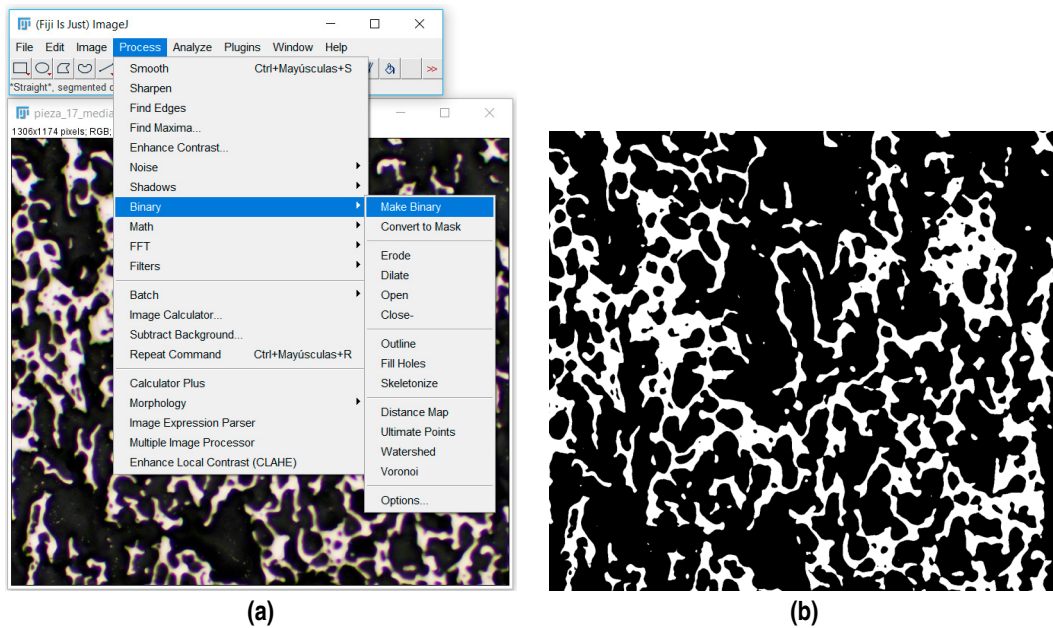 (Fiji Is Just) ImageJ
File Edit Image Process Analyze Plugins Window Help
*Straight*, segmented
pieza_17_media
1306x1174 pixels; RGB;
Smooth Ctrl+Mayúsculas+S
Sharpen
Find Edges
Find Maxima...
Enhance Contrast...
Noise
Shadows
Binary
Math
FFT
Filters
Batch
Image Calculator...
Subtract Background...
Repeat Command Ctrl+Mayúsculas+R
Calculator Plus
Morphology
Image Expression Parser
Multiple Image Processor
Enhance Local Contrast (CLAHE)
Make Binary
Convert to Mask
Erode
Dilate
Open
Close-
Outline
Fill Holes
Skeletonize
Distance Map
Ultimate Points
Watershed
Voronoi
Options...
(a)
(b)